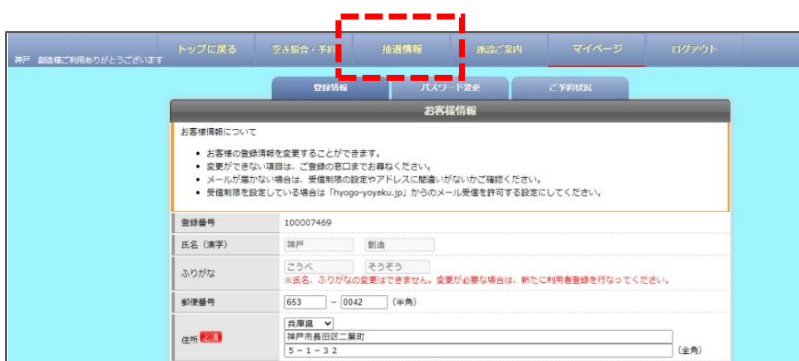 トップに戻る 空き照会・予約 抽選情報 施設ご案内 マイページ ログアウト
神戸 創造様ご利用ありがとうございます
登録情報 パスワード変更 ご予約状況
お客様情報
お客様情報について
• お客様の登録情報を変更することができます。
• 変更ができない項目は、ご登録の窓口までお尋ねください。
• メールが届かない場合は、受信制限の設定やアドレスに間違いがないかご確認ください。
• 受信制限を設定している場合は「hyogo-yoyaku.jp」からのメール受信を許可する設定にしてください。
登録番号 100007469
氏名（漢字） 神戸 創造
ふりがな こうべ そうぞう
※氏名、ふりがなの変更はできません。変更が必要な場合は、新たに利用者登録を行なってください。
郵便番号 653 － 0042 （半角）
兵庫県
住所 必須 神戸市長田区二葉町
５－１－３２ （全角）